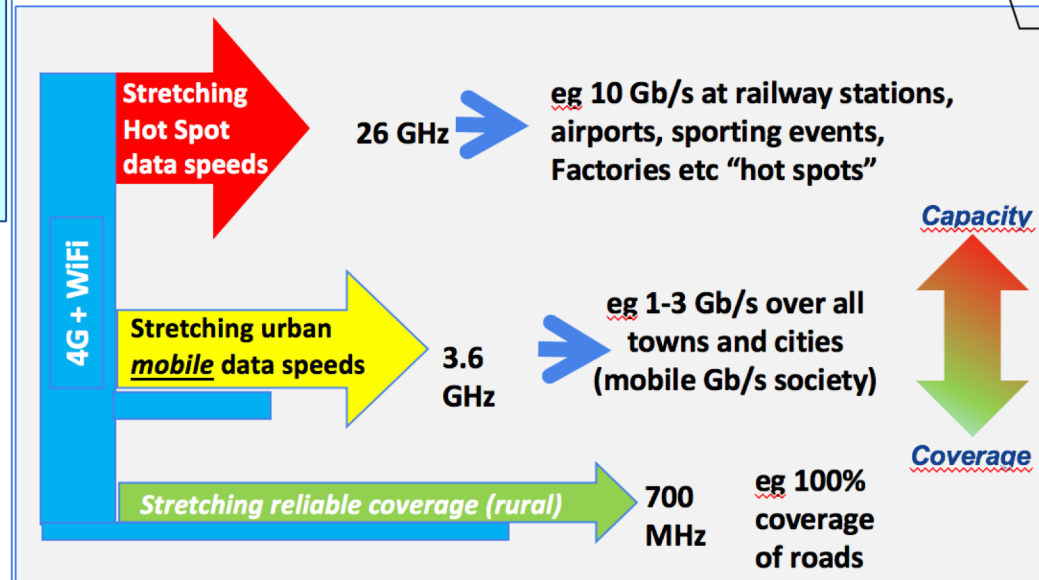 Stretching
Hot Spot
data speeds
26 GHz
eg 10 Gb/s at railway stations,
airports, sporting events,
Factories etc “hot spots”
Capacity
4G + WiFi
Stretching urban
mobile data speeds
3.6
GHz
eg 1-3 Gb/s over all
towns and cities
(mobile Gb/s society)
Coverage
Stretching reliable coverage (rural)
700
MHz
eg 100%
coverage
of roads